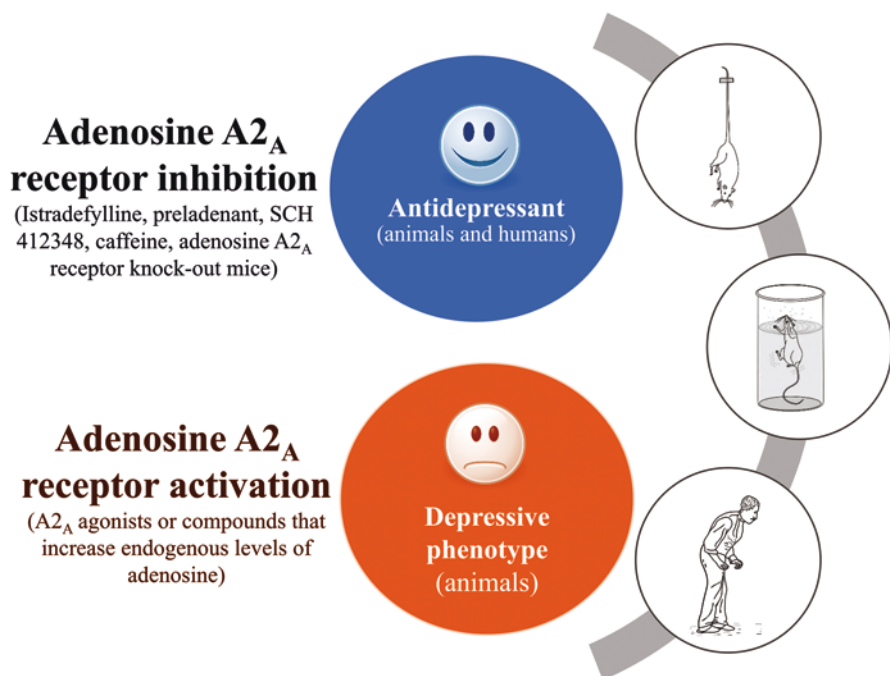 Adenosine A2A
receptor inhibition
(Istradefylline, preladenant, SCH
412348, caffeine, adenosine A2A
receptor knock-out mice)
Antidepressant
(animals and humans)
Adenosine A2A
receptor activation
(A2A agonists or compounds that
increase endogenous levels of
adenosine)
Depressive
phenotype
(animals)